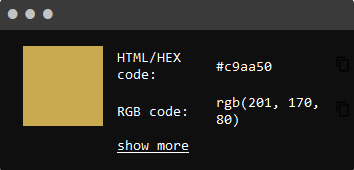 HTML/HEX code: #c9aa50
RGB code: rgb(201, 170, 80)
show more